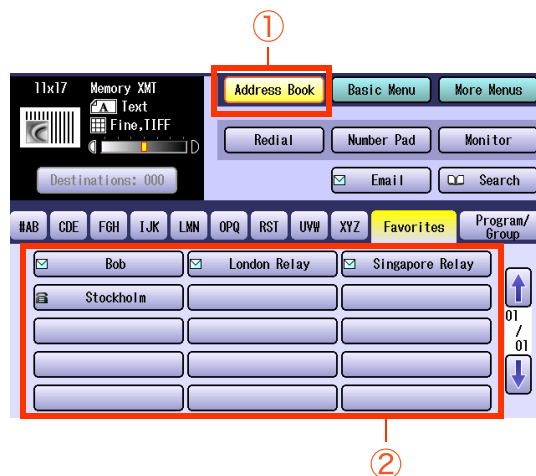 ①
11x17 Memory XMT
A Text
Fine,TIFF
D
Destinations: 000
Address Book Basic Menu More Menus
Redial Number Pad Monitor
Email Search
#AB CDE FGH IJK LMN OPQ RST UVW XYZ Favorites Program/
Group
Bob London Relay Singapore Relay
Stockholm
01
/
01
②